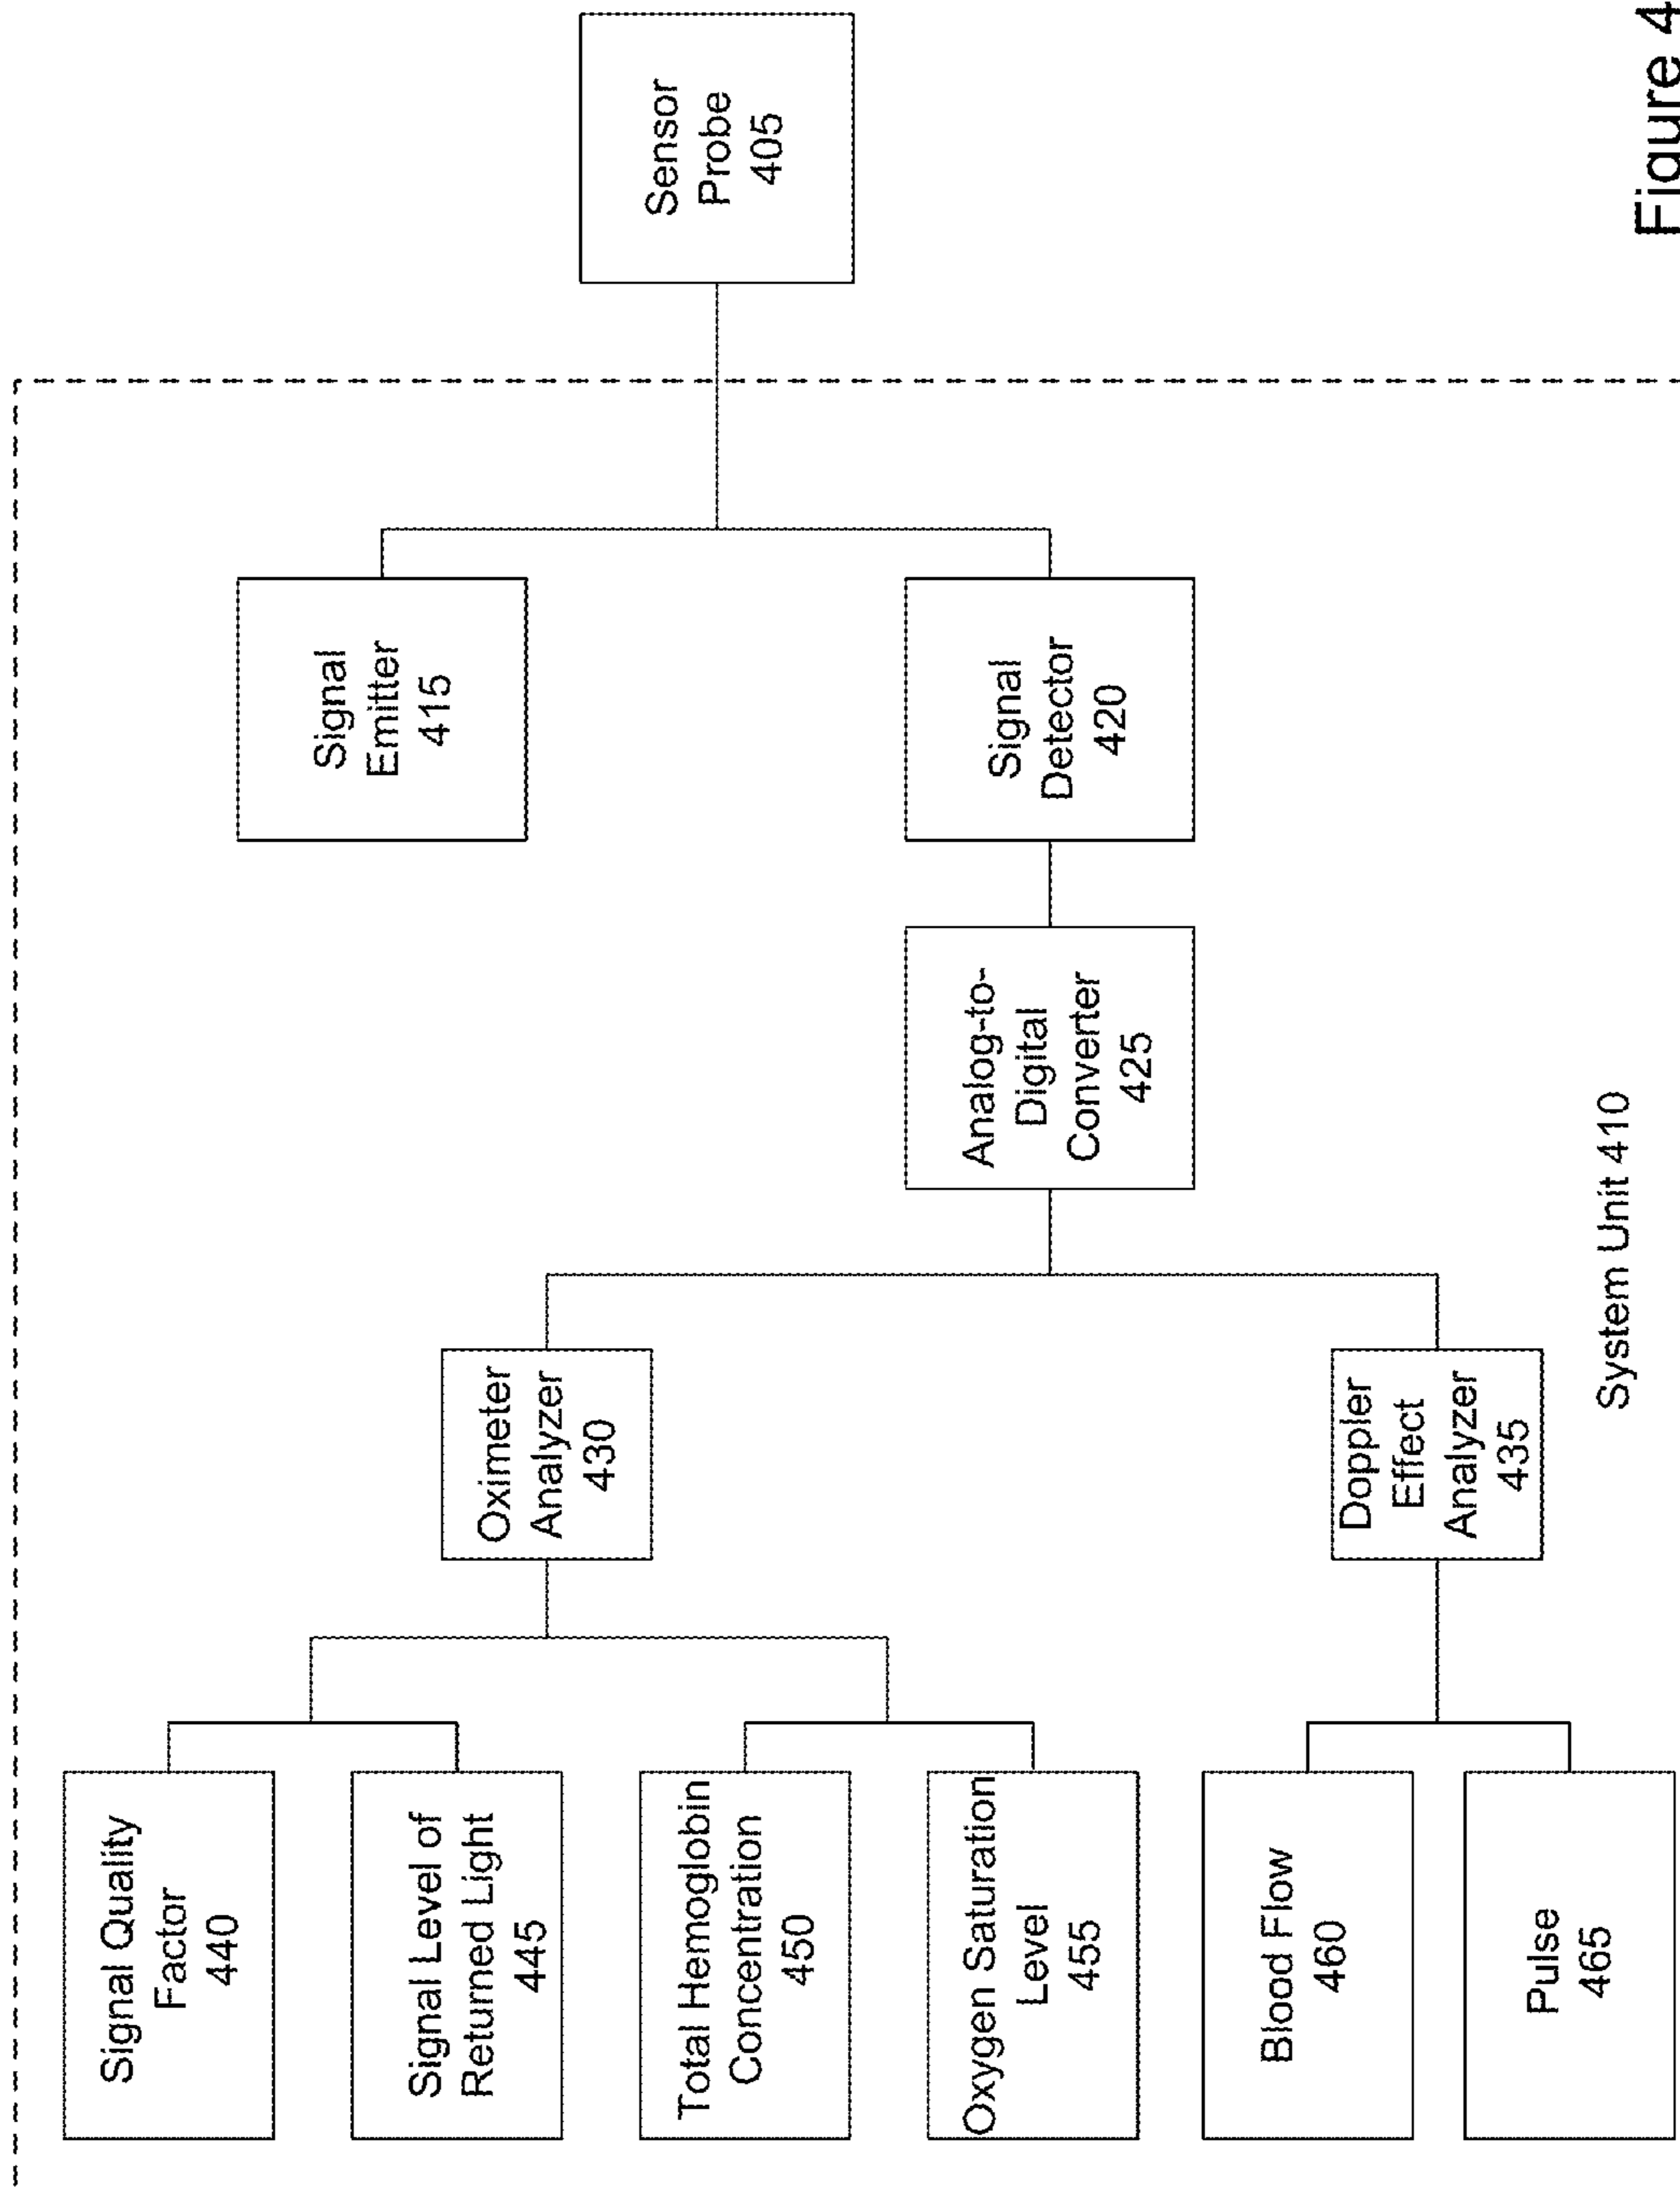 Signal Quality
Factor
440
Signal Level of
Returned Light
445
Total Hemoglobin
Concentration
450
Oxygen Saturation
Level
455
Blood Flow
460
Pulse
465
Oximeter
Analyzer
430
Doppler
Effect
Analyzer
435
Analog-to-
Digital
Converter
425
Signal
Emitter
415
Signal
Detector
420
Sensor
Probe
405
System Unit 410
Figure 4